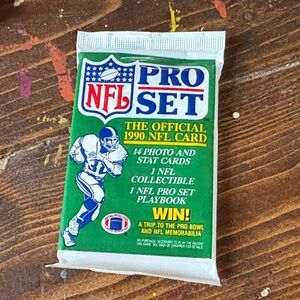 NFL
PRO
SET
THE OFFICIAL
1990 NFL CARD
14 PHOTO AND
STAT CARDS
1 NFL
COLLECTIBLE
1 NFL PRO SET
PLAYBOOK
WIN!
A TRIP TO THE PRO BOWL
AND NFL MEMORABILIA